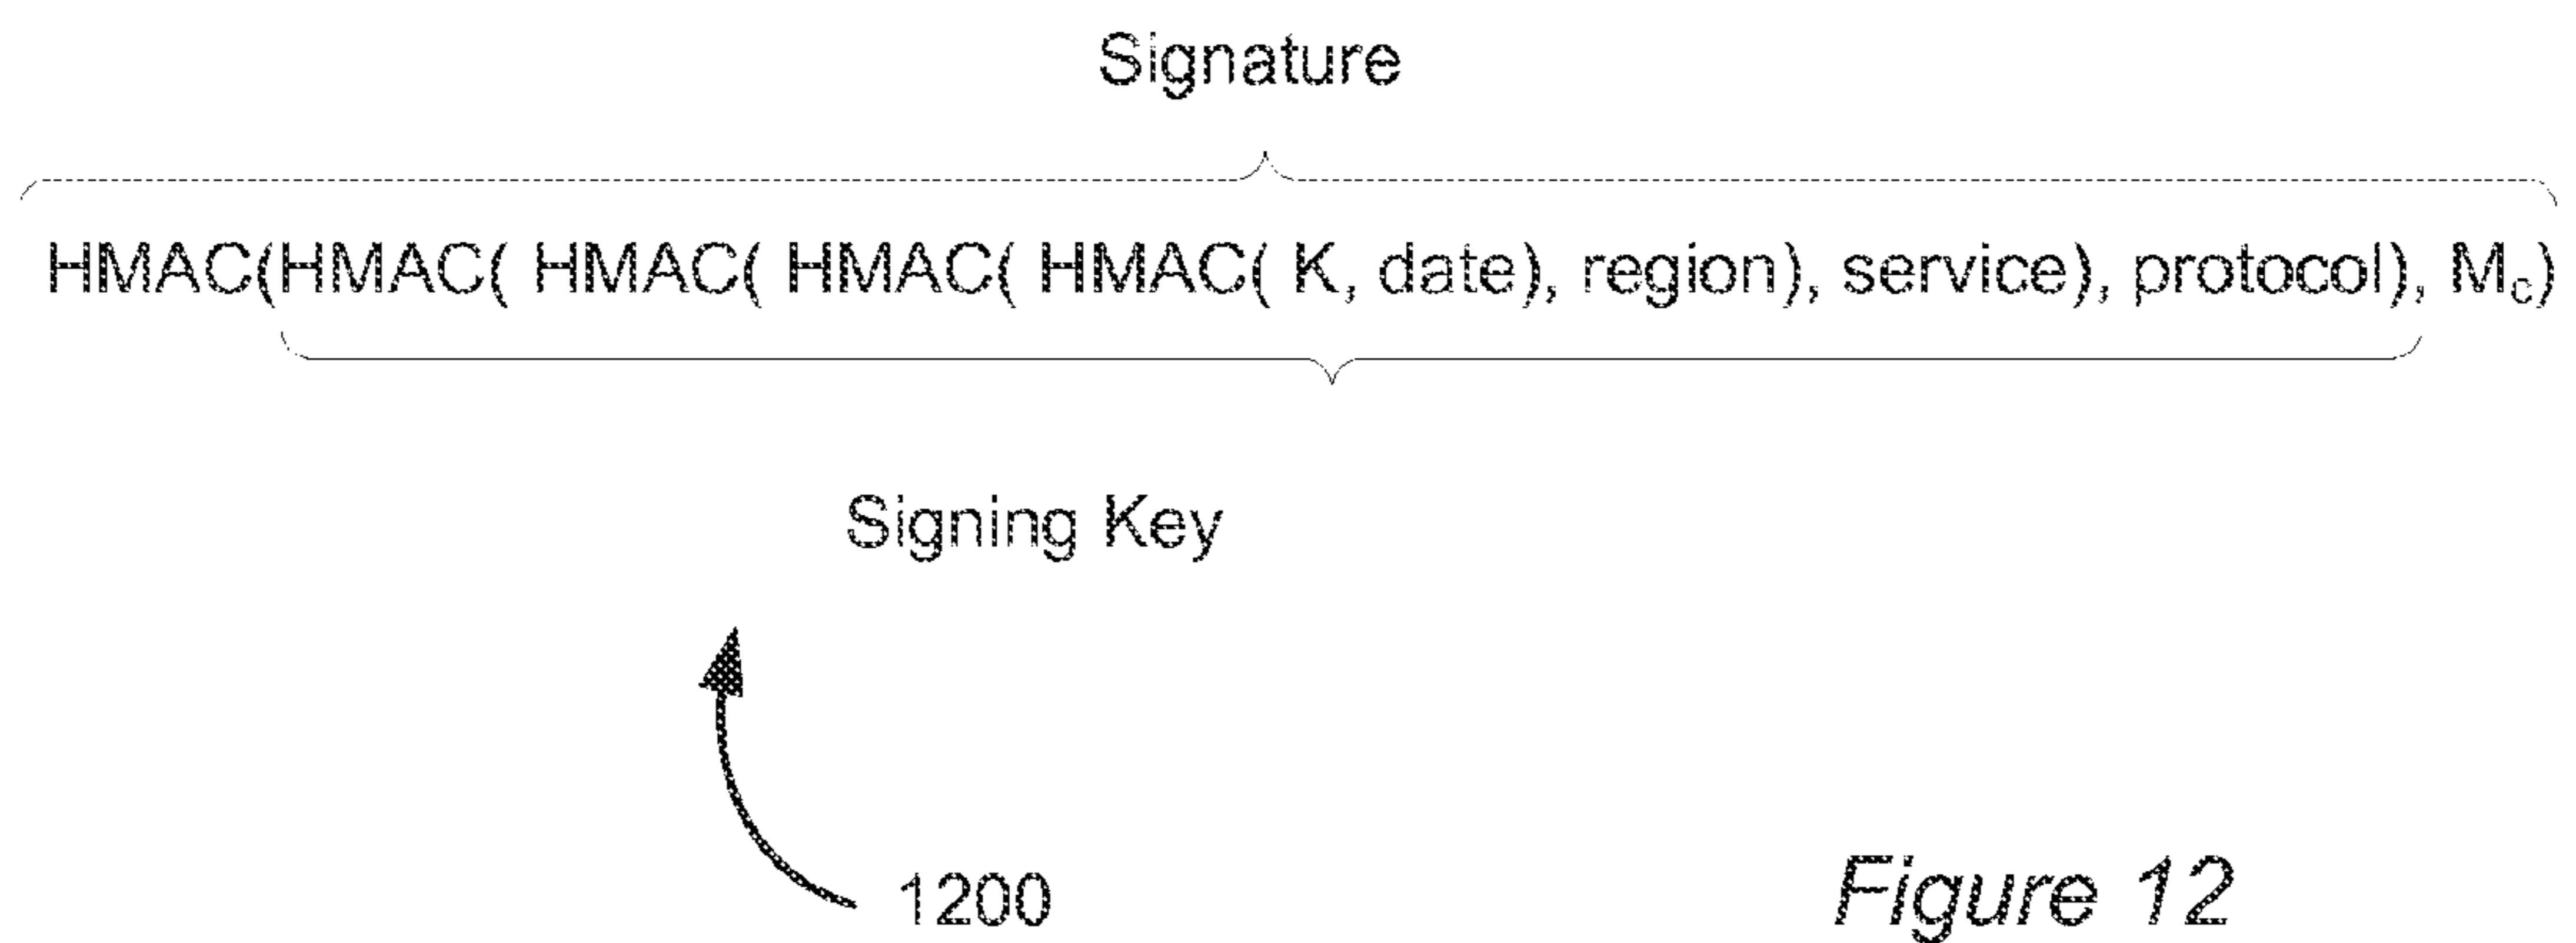 Signature
HMAC(HMAC( HMAC( HMAC( HMAC( K, date), region), service), protocol), Mc)
Signing Key
1200
Figure 12